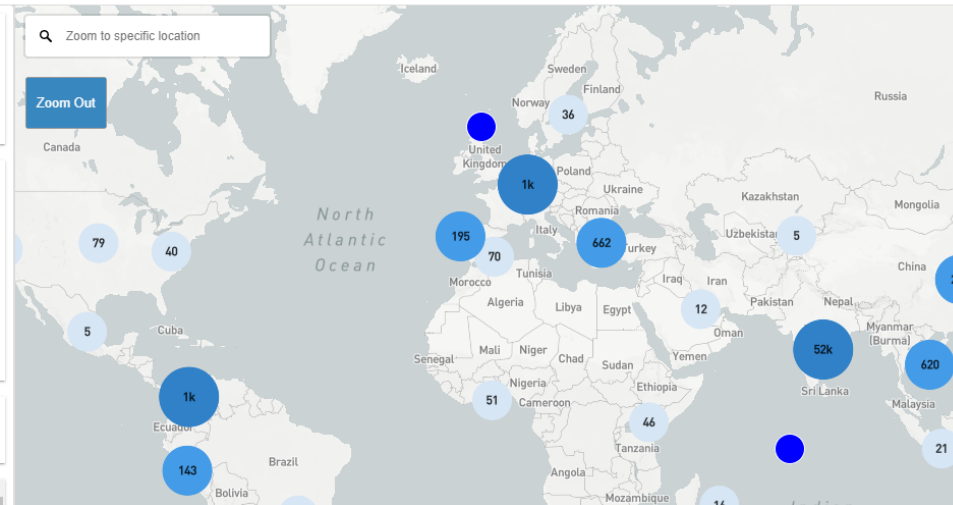 Zoom to specific location
Zoom Out
Iceland
Sweden
Finland
Norway
Russia
36
Canada
United
Kingdom
Poland
1k
Ukraine
Kazakhstan
Mongolia
North
Atlantic
Ocean
Romania
Italy
195
662
Turkey
Uzbekistan
5
79
40
70
Tunisia
China
Morocco
Iraq
Iran
Algeria
Libya
Egypt
Pakistan
Nepal
12
Oman
Myanmar
(Burma)
5
Cuba
Mali
Niger
Chad
Sudan
Yemen
52k
Senegal
620
Nigeria
Ethiopia
Sri Lanka
1k
51
Cameroon
Malaysia
Ecuador
46
Tanzania
21
Brazil
143
Angola
Bolivia
Mozambique
16